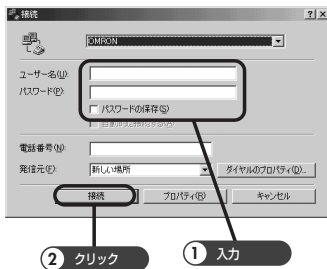 接続
OMRON
ユーザー名(U):
パスワード(P):
パスワードの保存(S)
電話番号(N):
発信元(F):
新しい場所
ダイヤルのプロパティ(D)...
接続
プロパティ(R)
キャンセル
2 クリック
1 入力